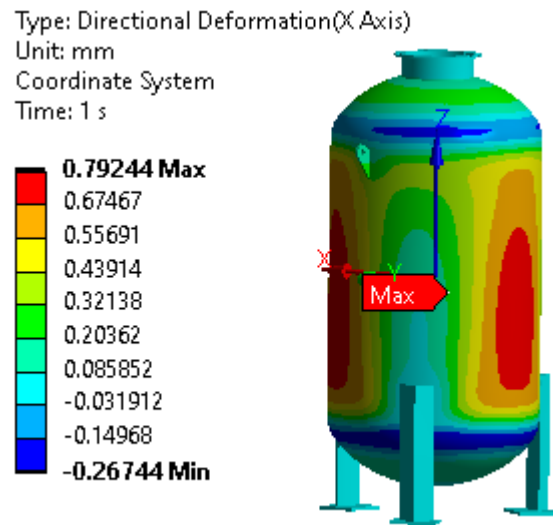 Type: Directional Deformation(X Axis)
Unit: mm
Coordinate System
Time: 1 s
0.79244 Max
0.67467
0.55691
0.43914
0.32138
0.20362
0.085852
-0.031912
-0.14968
-0.26744 Min
Z
X
Y
Max